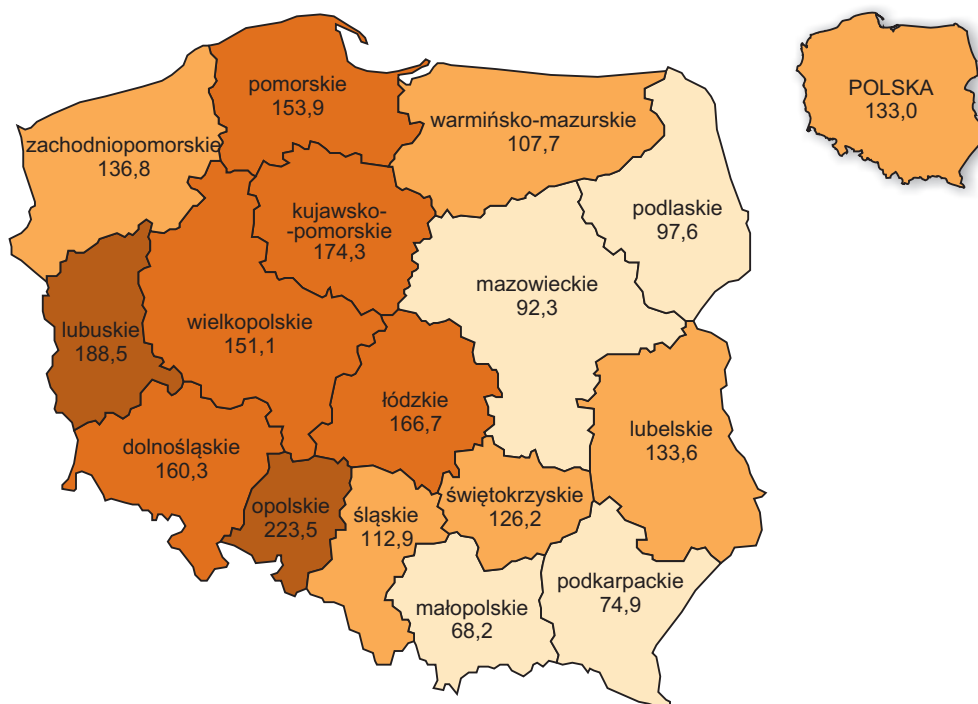 pomorskie
153,9
POLSKA
133,0
warmińsko-mazurskie
107,7
zachodniopomorskie
136,8
kujawsko-
-pomorskie
174,3
podlaskie
97,6
mazowieckie
92,3
lubuskie
188,5
wielkopolskie
151,1
łódzkie
166,7
dolnośląskie
160,3
lubelskie
133,6
opolskie
223,5
śląskie
112,9
świętokrzyskie
126,2
małopolskie
68,2
podkarpackie
74,9